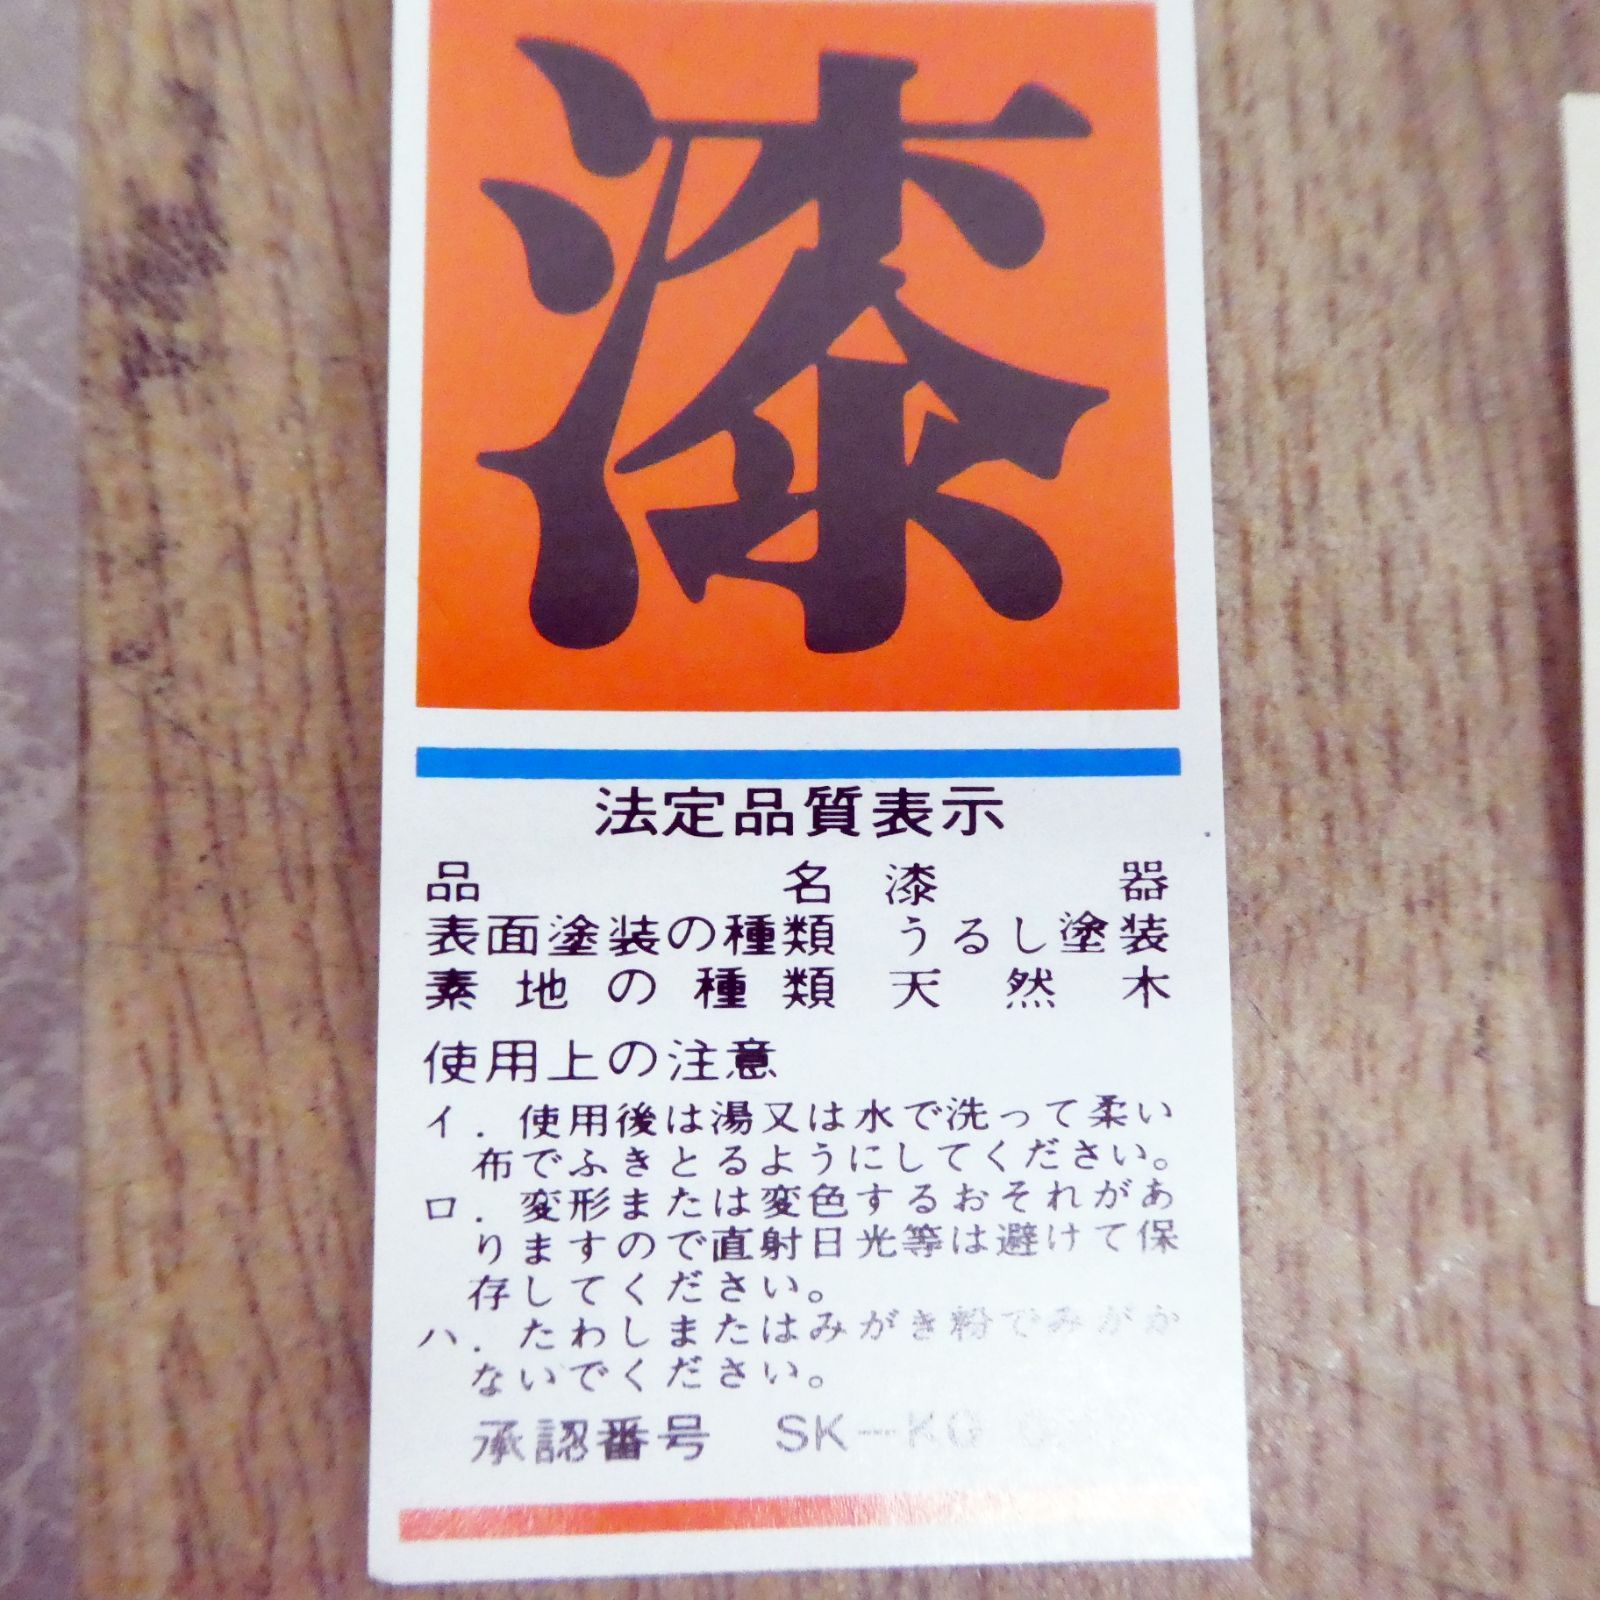 漆
法定品質表示
品名 漆器
表面塗装の種類 うるし塗装
素地の種類 天然木
使用上の注意
イ．使用後は湯又は水で洗って柔い
布でふきとるようにしてください。
ロ．変形または変色するおそれがあ
りますので直射日光等は避けて保
存してください。
ハ．たわしまたはみがき粉でみがか
ないでください。
承認番号 SK-KG